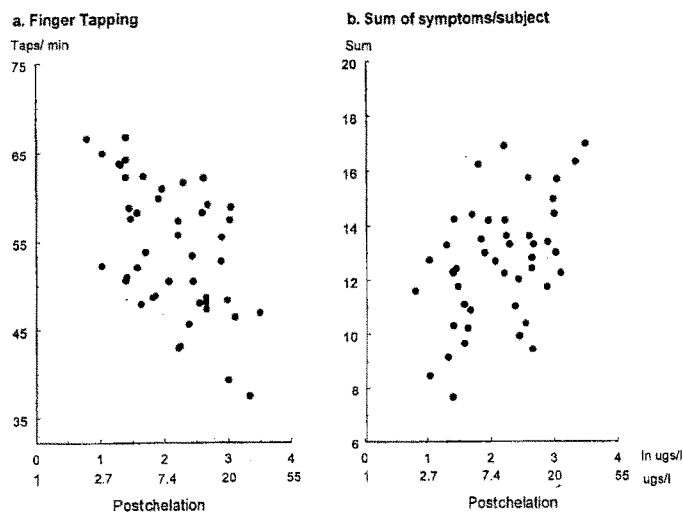 a. Finger Tapping
Taps/ min
75
65
55
45
35
0 1 2 3 4
1 2.7 7.4 20 55
Postchelation
b. Sum of symptoms/subject
Sum
20
18
16
14
12
10
8
6
0 1 2 3 4 ln ugs/l
1 2.7 7.4 20 55 ugs/l
Postchelation